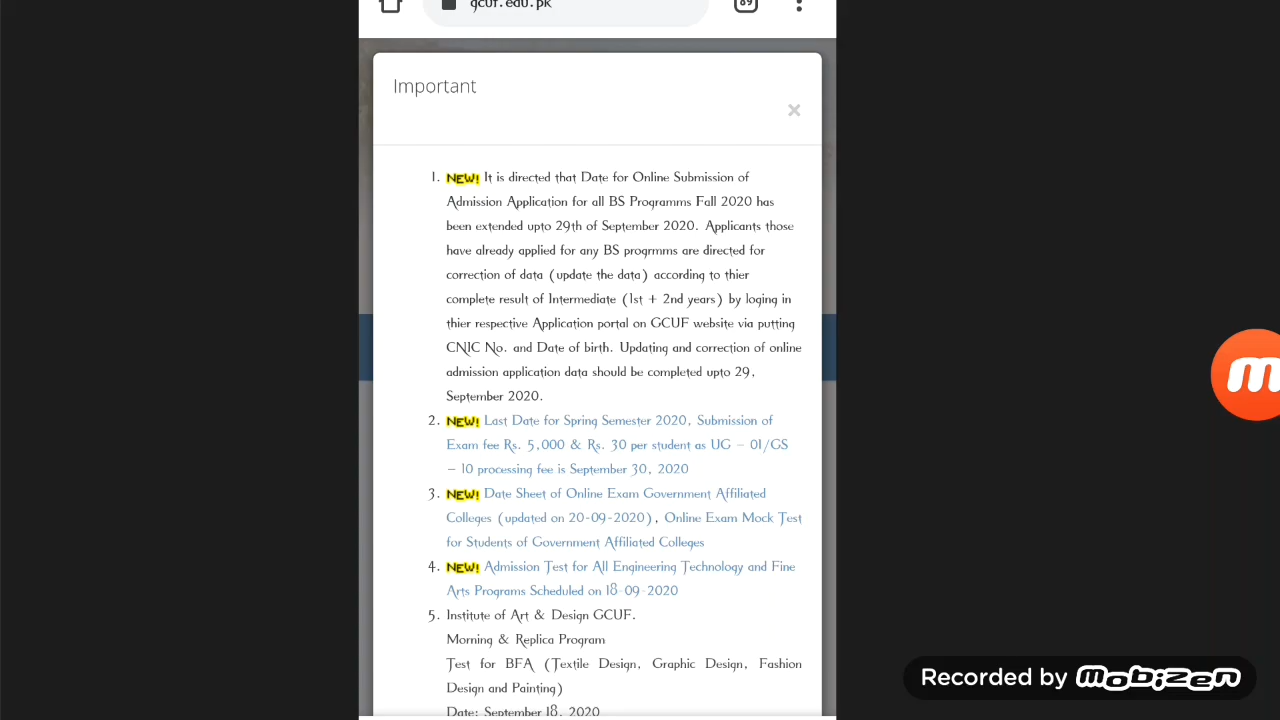 gcuf.edu.pk
89
Important
×
1. NEW! It is directed that Date for Online Submission of
Admission Application for all BS Programms Fall 2020 has
been extended upto 29th of September 2020. Applicants those
have already applied for any BS progrmms are directed for
correction of data (update the data) according to thier
complete result of Intermediate (1st + 2nd years) by loging in
thier respective Application portal on GCUF website via putting
CNIC No. and Date of birth. Updating and correction of online
admission application data should be completed upto 29,
September 2020.
2. NEW! Last Date for Spring Semester 2020, Submission of
Exam fee Rs. 5,000 & Rs. 30 per student as UG – 01/GS
– 10 processing fee is September 30, 2020
3. NEW! Date Sheet of Online Exam Government Affiliated
Colleges (updated on 20-09-2020), Online Exam Mock Test
for Students of Government Affiliated Colleges
4. NEW! Admission Test for All Engineering Technology and Fine
Arts Programs Scheduled on 18-09-2020
5. Institute of Art & Design GCUF.
Morning & Replica Program
Test for BFA (Textile Design, Graphic Design, Fashion
Design and Painting)
Date: September 18, 2020
Recorded by mobizen